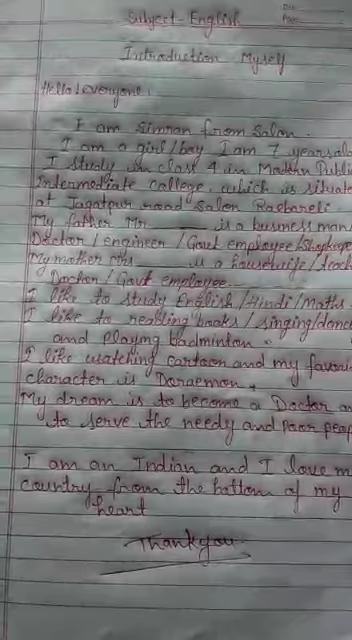 Subject - English
Introduction Myself
Hello! everyone!
I am Simran from Salon.
I am a girl/boy I am 7 years
I study in class 4 in Modern Publi
Intermediate college, which is situate
at Jagatpur road Salon Raebareli
My father Mr is a business man
Doctor / engineer / Govt employee/
My mother Mrs is a housewife / teach
Doctor / Govt employee
I like to study English / Hindi / Maths
I like to reading books / singing/danc
and playing badminton.
I like watching cartoon and my favori
character is Doraemon.
My dream is to become a Doctor
to serve the needy and poor peop
I am an Indian and I love m
country from the bottom of my
heart
Thankyou